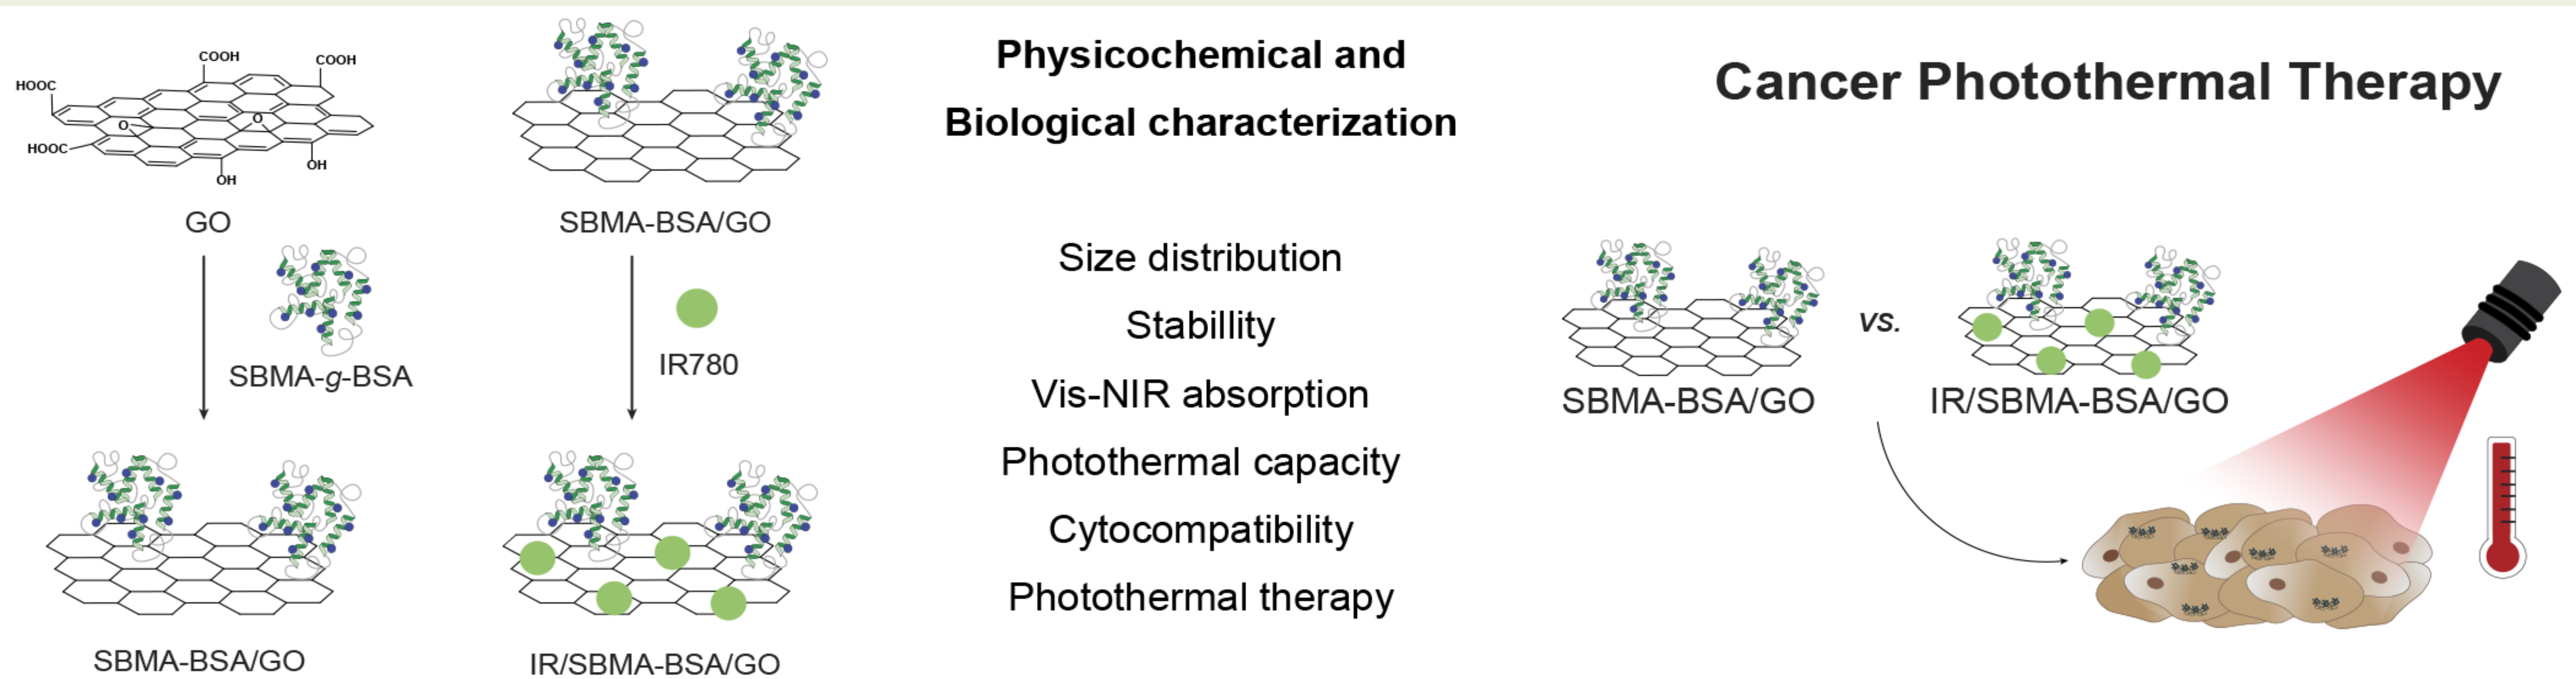 HOOC
COOH
COOH
O
O
HOOC
OH
OH
GO
SBMA-g-BSA
SBMA-BSA/GO
SBMA-BSA/GO
IR780
IR/SBMA-BSA/GO
Physicochemical and
Biological characterization
Size distribution
Stabillity
Vis-NIR absorption
Photothermal capacity
Cytocompatibility
Photothermal therapy
Cancer Photothermal Therapy
SBMA-BSA/GO
VS.
IR/SBMA-BSA/GO